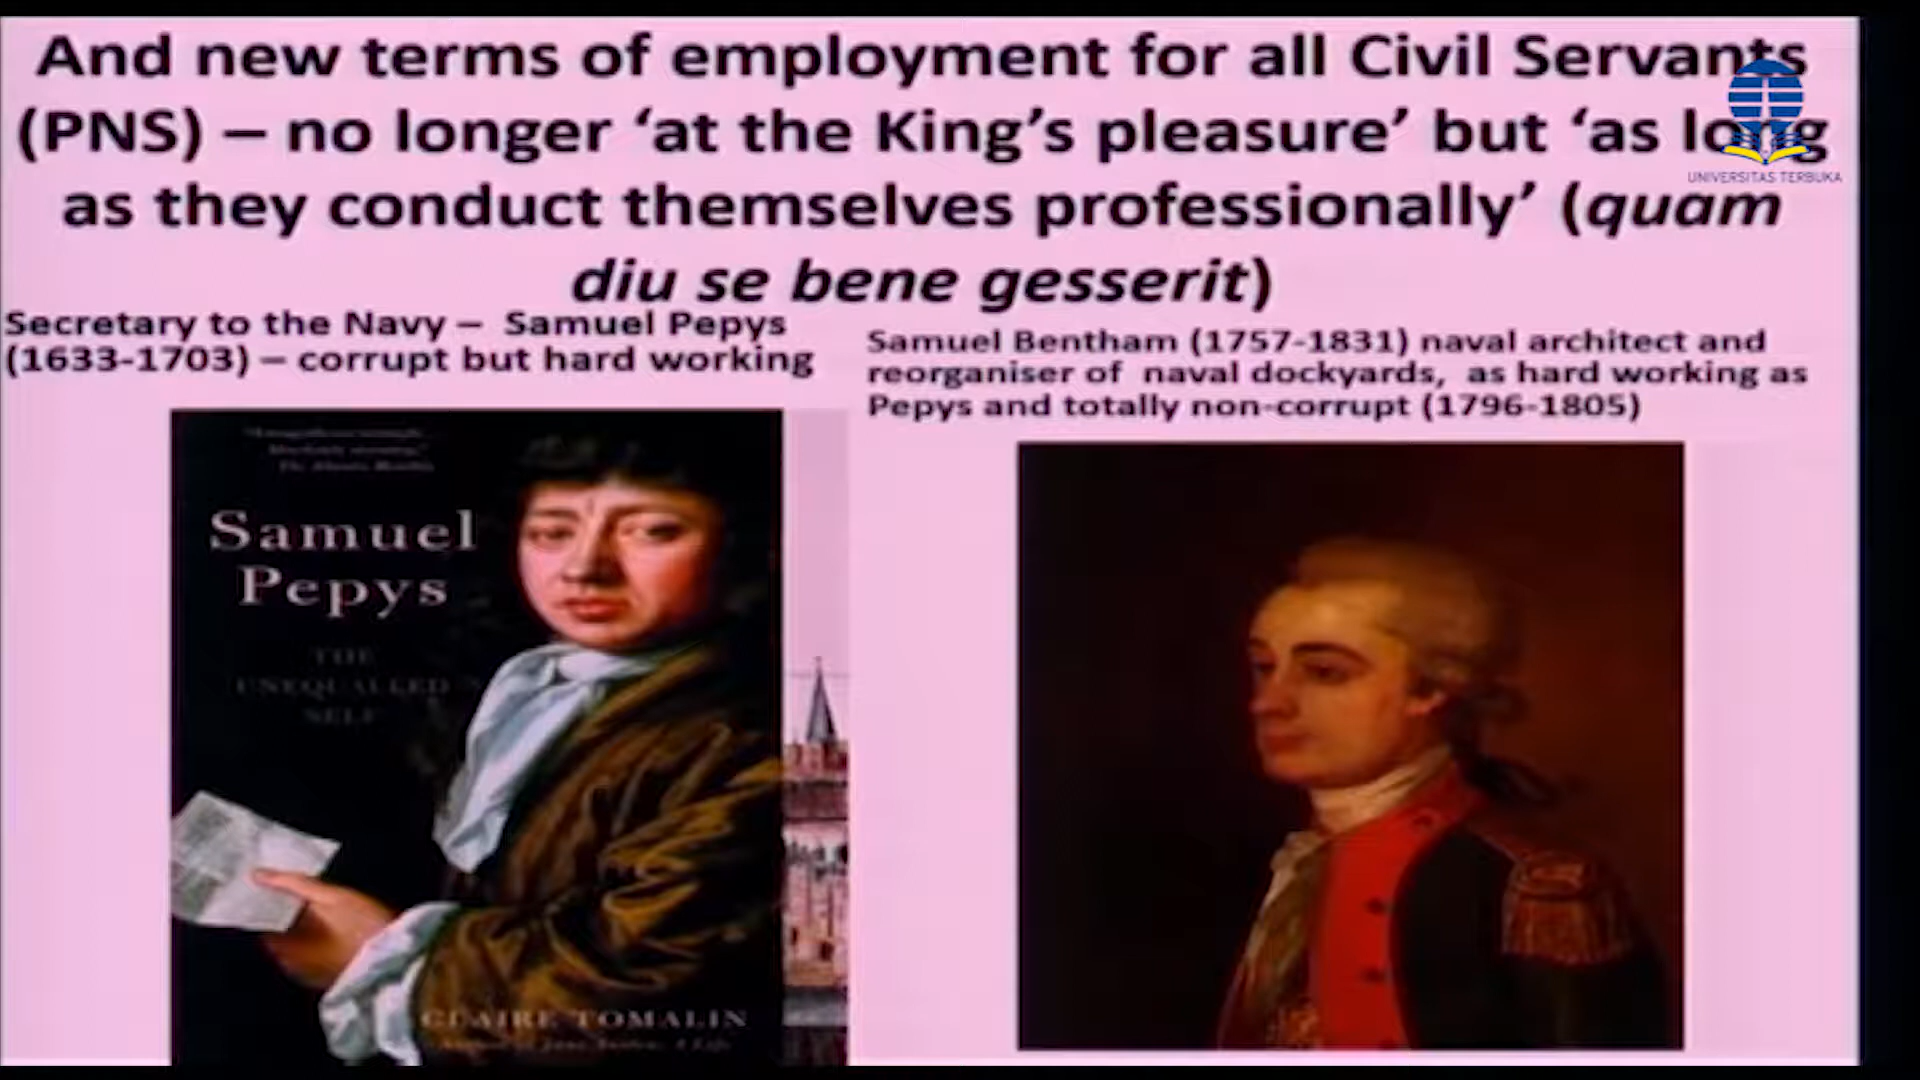 And new terms of employment for all Civil Servants
(PNS) – no longer ‘at the King’s pleasure’ but ‘as long
as they conduct themselves professionally’ (quam
diu se bene gesserit)
UNIVERSITAS TERBUKA
Secretary to the Navy – Samuel Pepys
(1633-1703) – corrupt but hard working
Samuel Bentham (1757-1831) naval architect and
reorganiser of naval dockyards, as hard working as
Pepys and totally non-corrupt (1796-1805)
Samuel
Pepys
THE
UNEQUALLED
SELF
CLAIRE TOMALIN